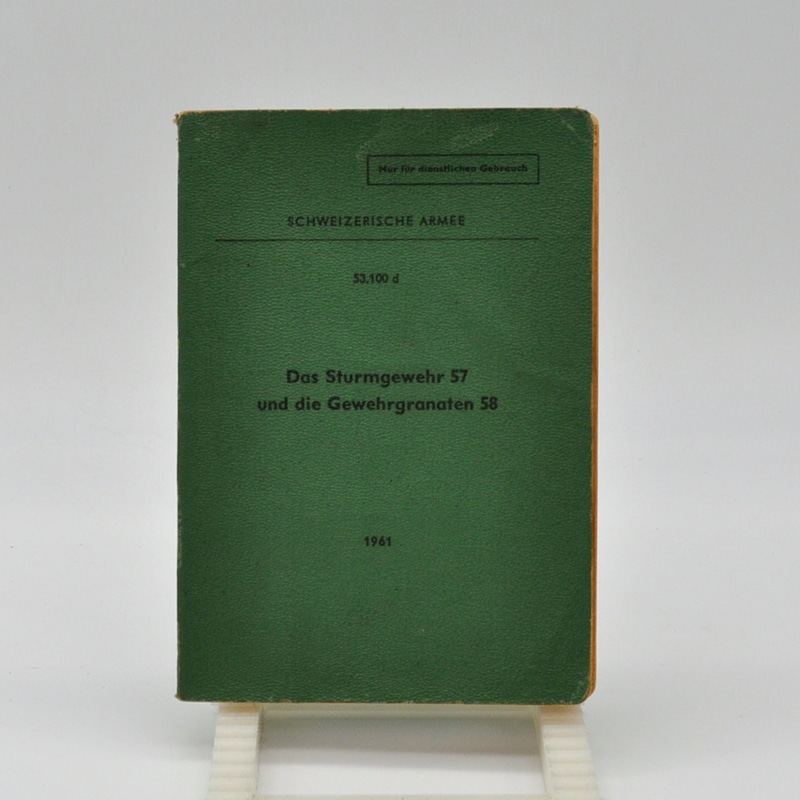 Nur für dienstlichen Gebrauch
SCHWEIZERISCHE ARMEE
53.100 d
Das Sturmgewehr 57
und die Gewehrgranaten 58
1961